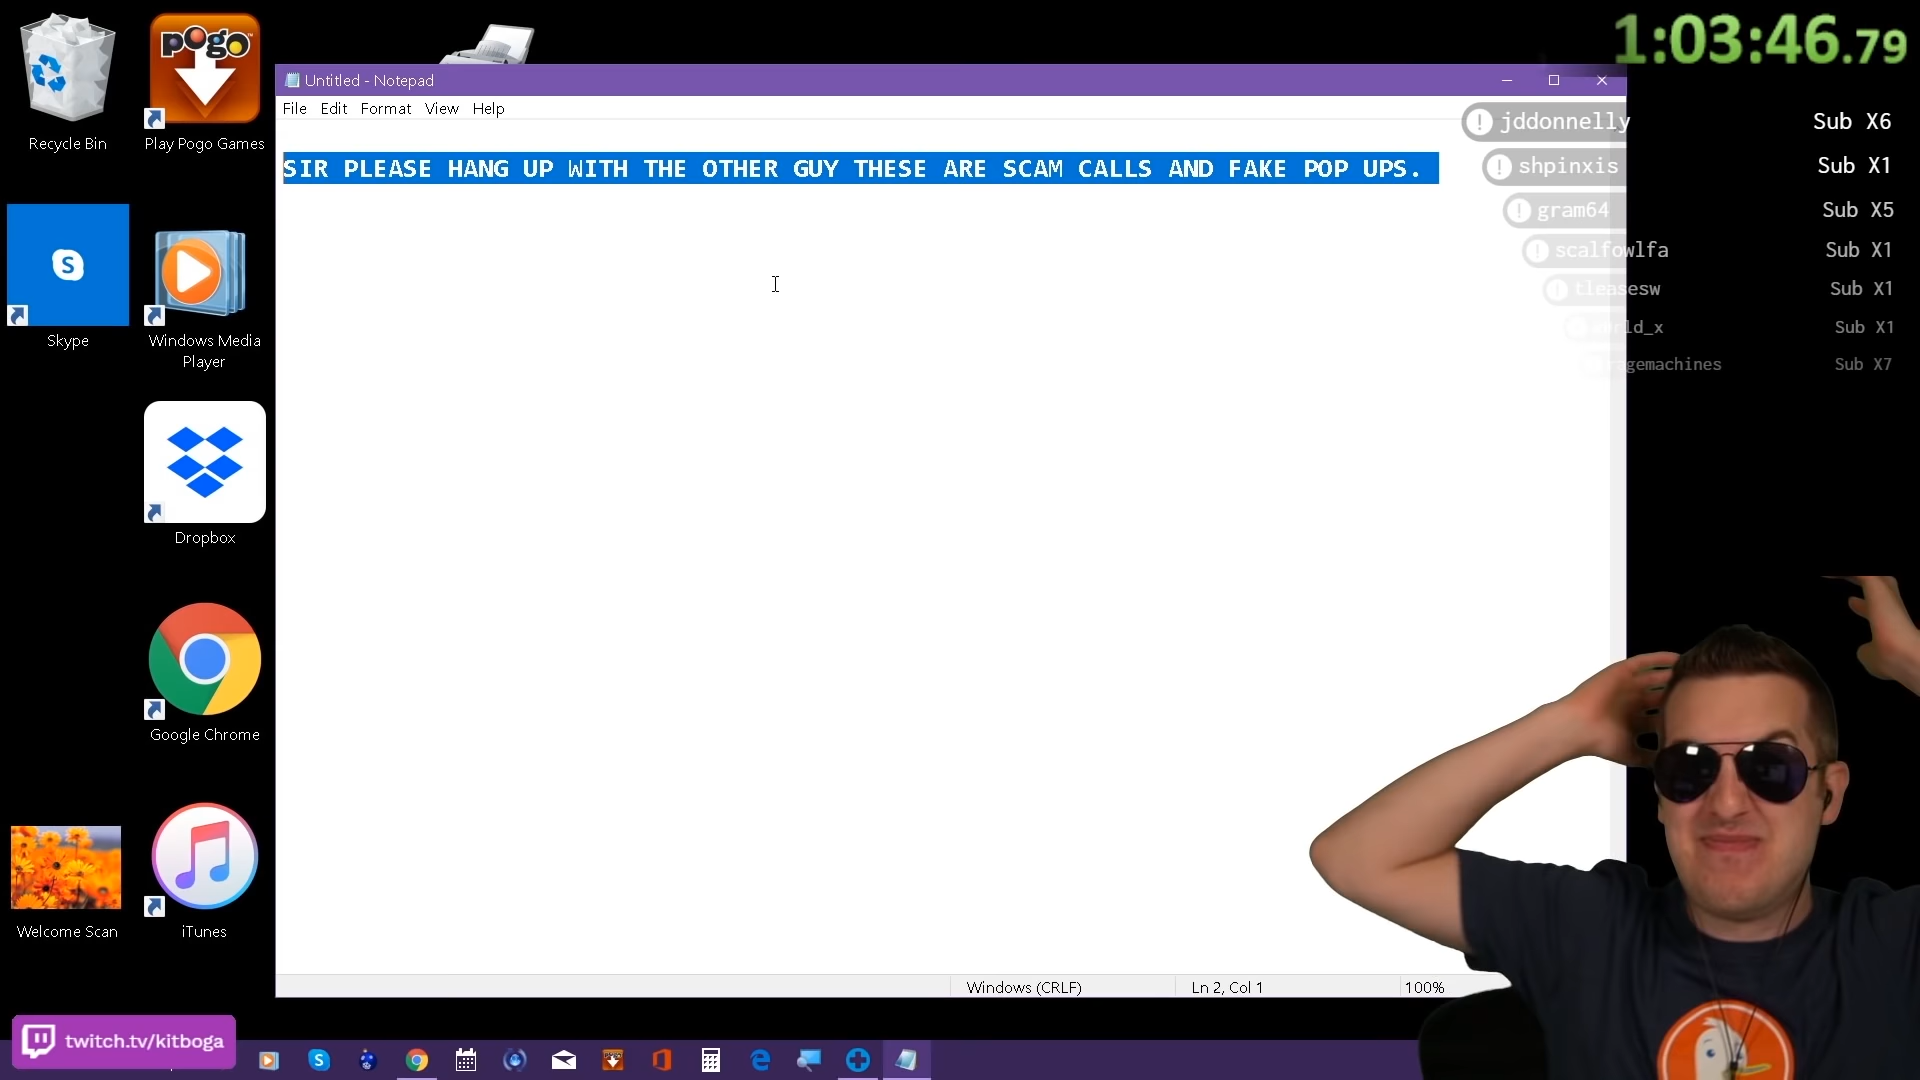 1:03:46.79
pogo
Recycle Bin
Play Pogo Games
Untitled - Notepad
File Edit Format View Help
SIR PLEASE HANG UP WITH THE OTHER GUY THESE ARE SCAM CALLS AND FAKE POP UPS.
jddonnelly Sub X6
shpinxis Sub X1
gram64 Sub X5
scalfowlfa Sub X1
tleasesw Sub X1
Sub X1
Sub X7
Skype
Windows Media
Player
Dropbox
Google Chrome
Welcome Scan
iTunes
Windows (CRLF) Ln 2, Col 1 100%
twitch.tv/kitboga